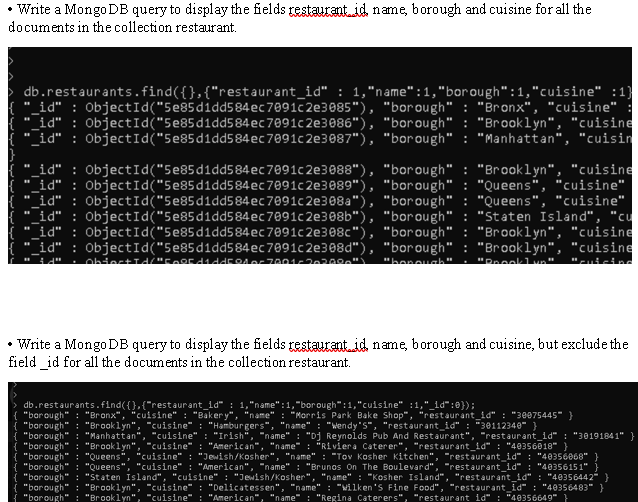 • Write a MongoDB query to display the fields restaurant_id, name, borough and cuisine for all the
documents in the collection restaurant.
>
>
> db.restaurants.find({},{"restaurant_id" : 1,"name":1,"borough":1,"cuisine" :1}
{ "_id" : ObjectId("5e85d1dd584ec7091c2e3085"), "borough" : "Bronx", "cuisine" :
{ "_id" : ObjectId("5e85d1dd584ec7091c2e3086"), "borough" : "Brooklyn", "cuisine
{ "_id" : ObjectId("5e85d1dd584ec7091c2e3087"), "borough" : "Manhattan", "cuisin
}
{ "_id" : ObjectId("5e85d1dd584ec7091c2e3088"), "borough" : "Brooklyn", "cuisine
{ "_id" : ObjectId("5e85d1dd584ec7091c2e3089"), "borough" : "Queens", "cuisine"
{ "_id" : ObjectId("5e85d1dd584ec7091c2e308a"), "borough" : "Queens", "cuisine"
{ "_id" : ObjectId("5e85d1dd584ec7091c2e308b"), "borough" : "Staten Island", "cu
{ "_id" : ObjectId("5e85d1dd584ec7091c2e308c"), "borough" : "Brooklyn", "cuisine
{ "_id" : ObjectId("5e85d1dd584ec7091c2e308d"), "borough" : "Brooklyn", "cuisine
{ "_id" : ObjectId("5e85d1dd584ec7091c2e308e"), "borough" : "Brooklyn", "cuisine
• Write a MongoDB query to display the fields restaurant_id, name, borough and cuisine, but exclude the
field _id for all the documents in the collection restaurant.
>
>
> db.restaurants.find({},{"restaurant_id" : 1,"name":1,"borough":1,"cuisine" :1,"_id":0});
{ "borough" : "Bronx", "cuisine" : "Bakery", "name" : "Morris Park Bake Shop", "restaurant_id" : "30075445" }
{ "borough" : "Brooklyn", "cuisine" : "Hamburgers", "name" : "Wendy'S", "restaurant_id" : "30112340" }
{ "borough" : "Manhattan", "cuisine" : "Irish", "name" : "Dj Reynolds Pub And Restaurant", "restaurant_id" : "30191841" }
{ "borough" : "Brooklyn", "cuisine" : "American", "name" : "Riviera Caterer", "restaurant_id" : "40356018" }
{ "borough" : "Queens", "cuisine" : "Jewish/Kosher", "name" : "Tov Kosher Kitchen", "restaurant_id" : "40356068" }
{ "borough" : "Queens", "cuisine" : "American", "name" : "Brunos On The Boulevard", "restaurant_id" : "40356151" }
{ "borough" : "Staten Island", "cuisine" : "Jewish/Kosher", "name" : "Kosher Island", "restaurant_id" : "40356442" }
{ "borough" : "Brooklyn", "cuisine" : "Delicatessen", "name" : "Wilken'S Fine Food", "restaurant_id" : "40356483" }
{ "borough" : "Brooklyn", "cuisine" : "American", "name" : "Regina Caterers", "restaurant_id" : "40356649" }